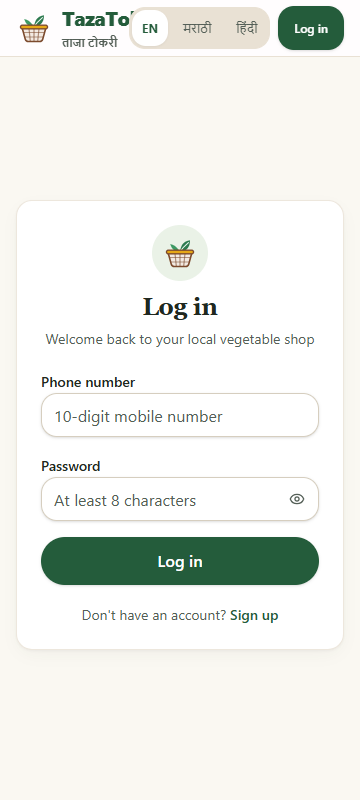 TazaTo
ताजा टोकरी
EN मराठी हिंदी Log in
Log in
Welcome back to your local vegetable shop
Phone number
10-digit mobile number
Password
At least 8 characters
Log in
Don't have an account? Sign up